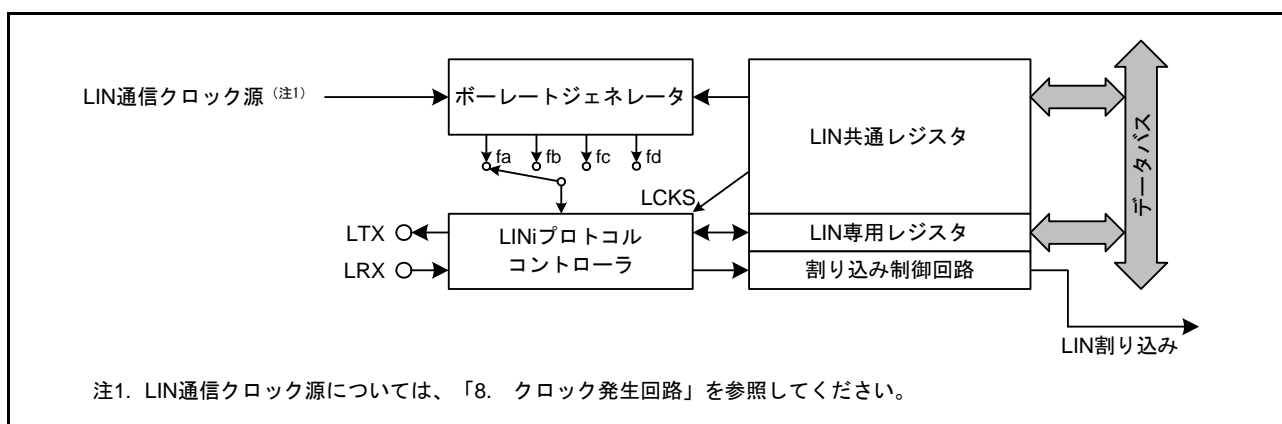 LIN通信クロック源（注1）
ボーレートジェネレータ
LIN共通レジスタ
データバス
fa fb fc fd
LCKS
LTX
LRX
LINiプロトコル
コントローラ
LIN専用レジスタ
割り込み制御回路
LIN割り込み
注1. LIN通信クロック源については、「8. クロック発生回路」を参照してください。